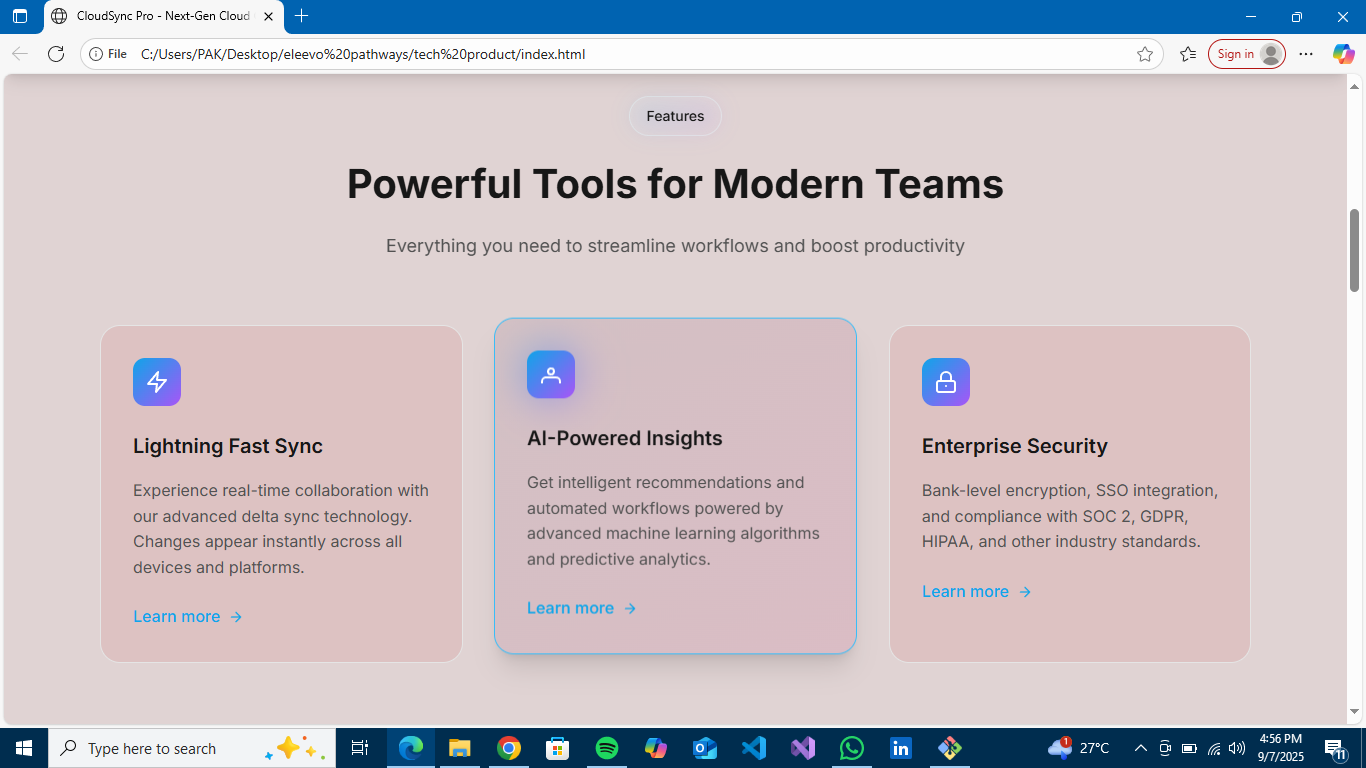 CloudSync Pro - Next-Gen Cloud
File
C:/Users/PAK/Desktop/eleevo%20pathways/tech%20product/index.html
Sign in
Features
Powerful Tools for Modern Teams
Everything you need to streamline workflows and boost productivity
Lightning Fast Sync
Experience real-time collaboration with
our advanced delta sync technology.
Changes appear instantly across all
devices and platforms.
Learn more →
AI-Powered Insights
Get intelligent recommendations and
automated workflows powered by
advanced machine learning algorithms
and predictive analytics.
Learn more →
Enterprise Security
Bank-level encryption, SSO integration,
and compliance with SOC 2, GDPR,
HIPAA, and other industry standards.
Learn more →
Type here to search
1
27°C
4:56 PM
9/7/2025
11